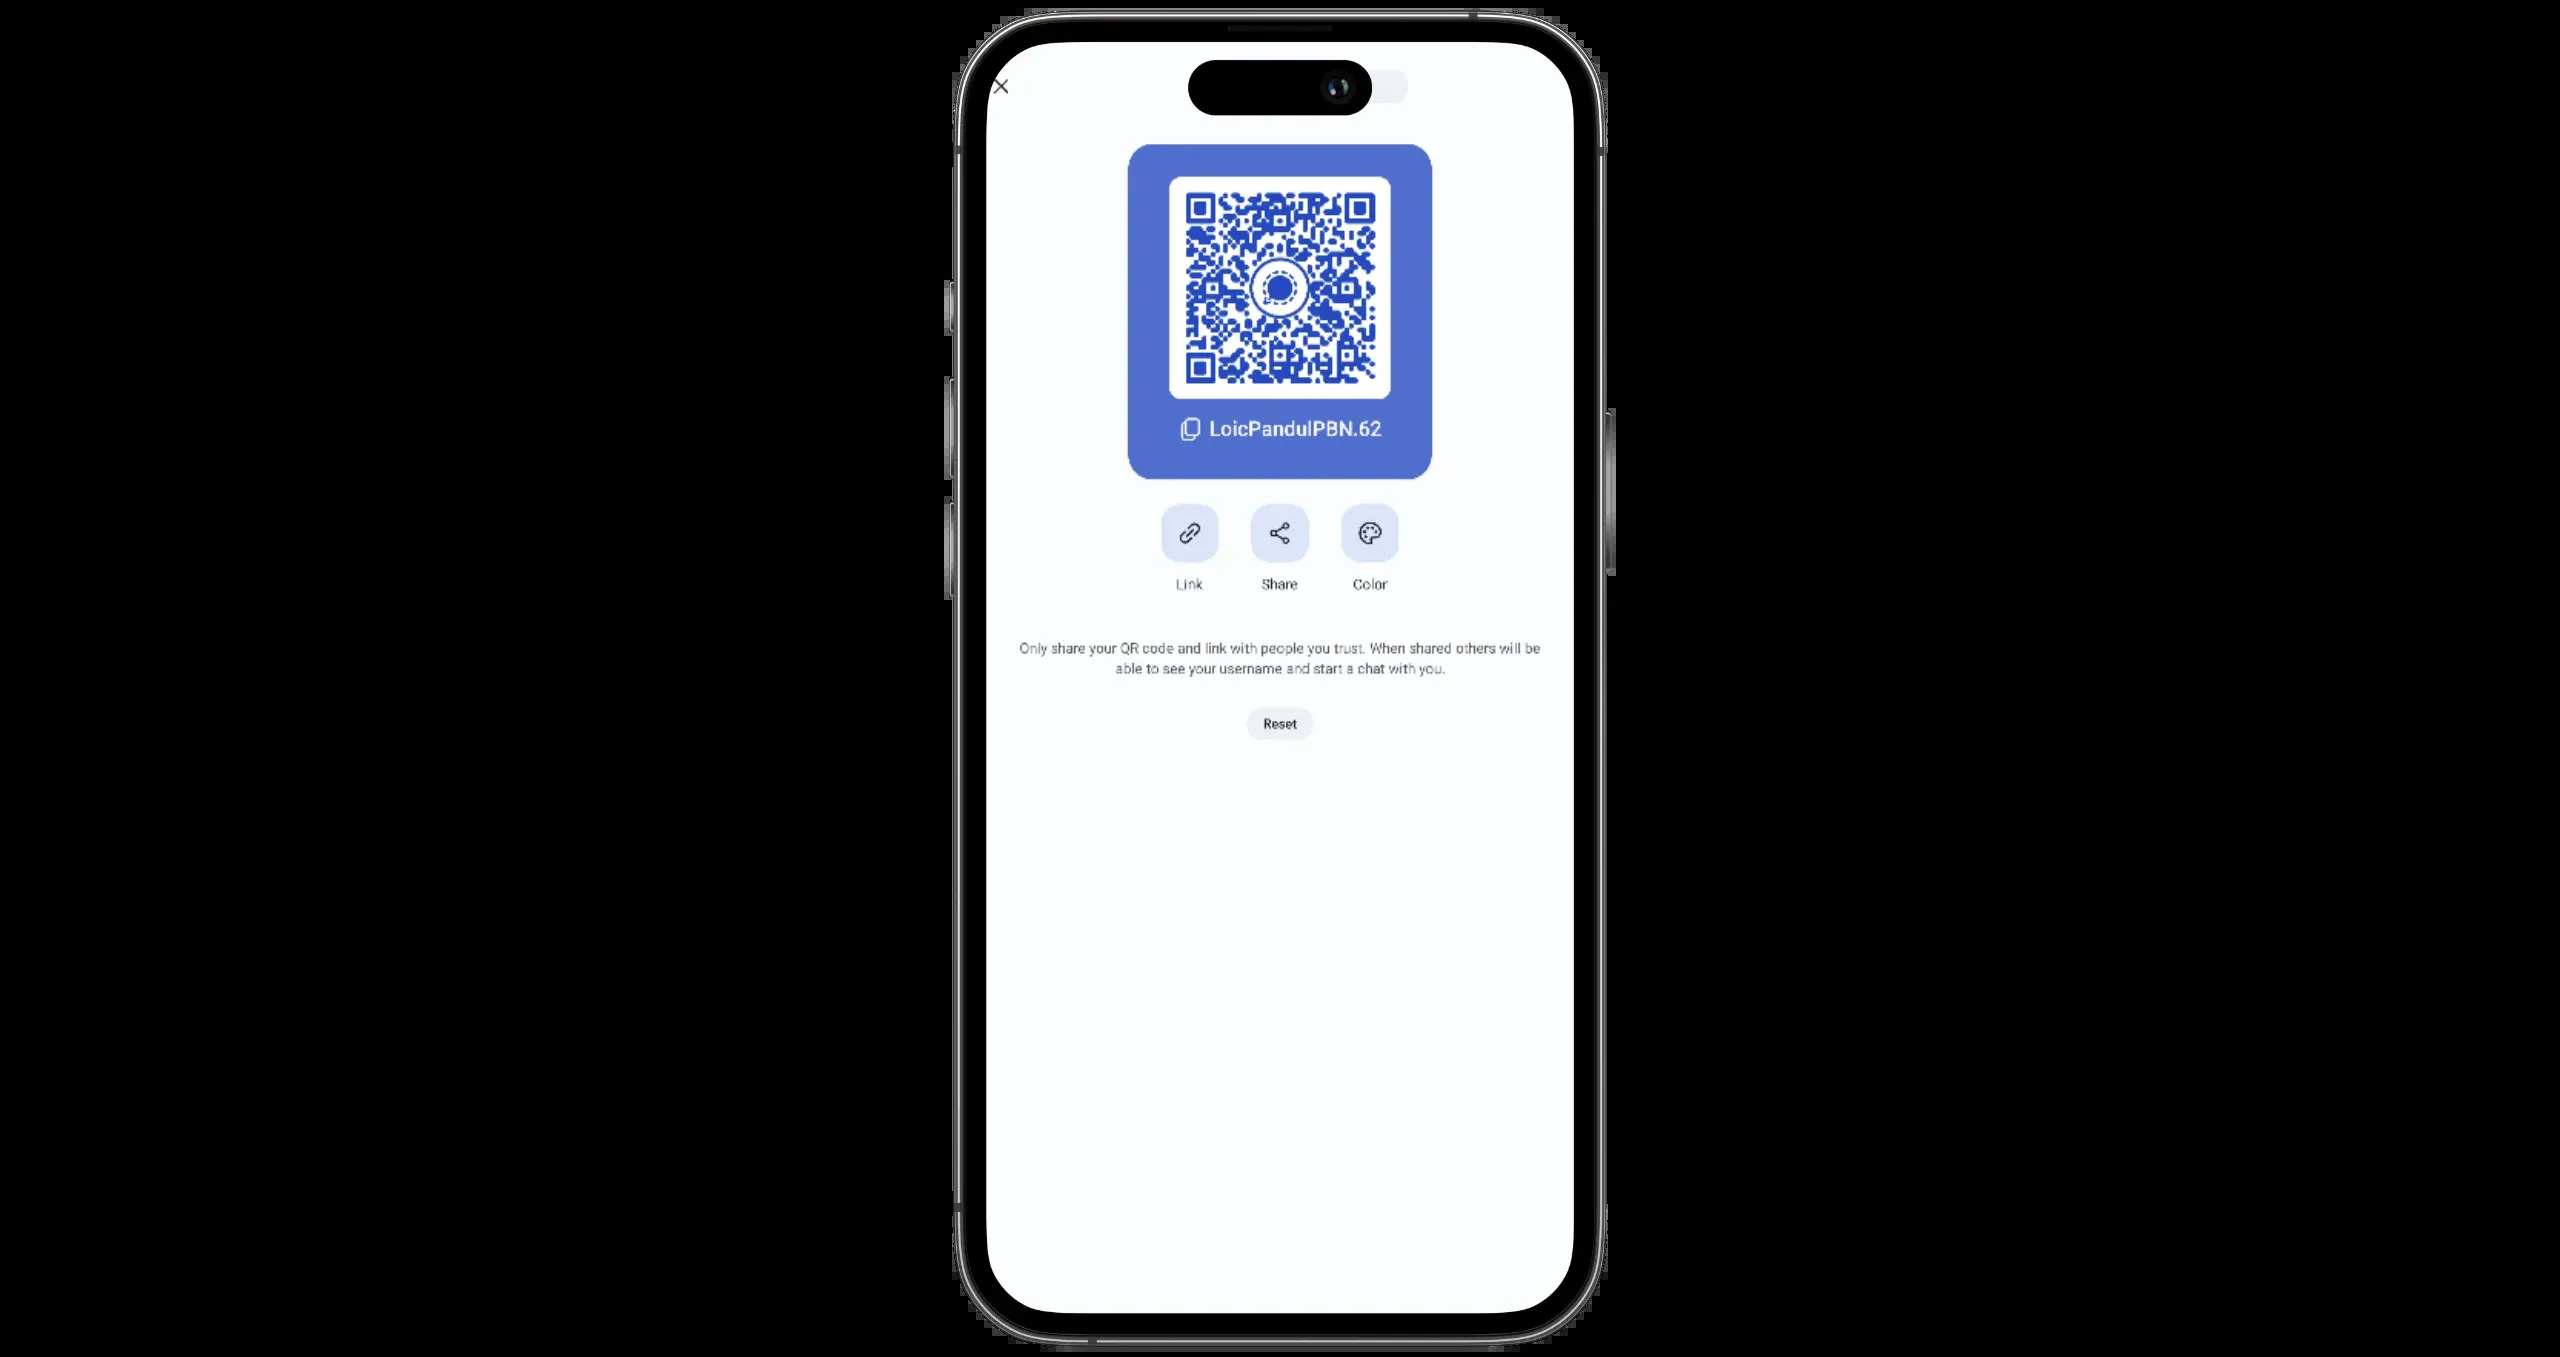 LoicPandulPBN.62
Link
Share
Color
Only share your QR code and link with people you trust. When shared others will be
able to see your username and start a chat with you.
Reset